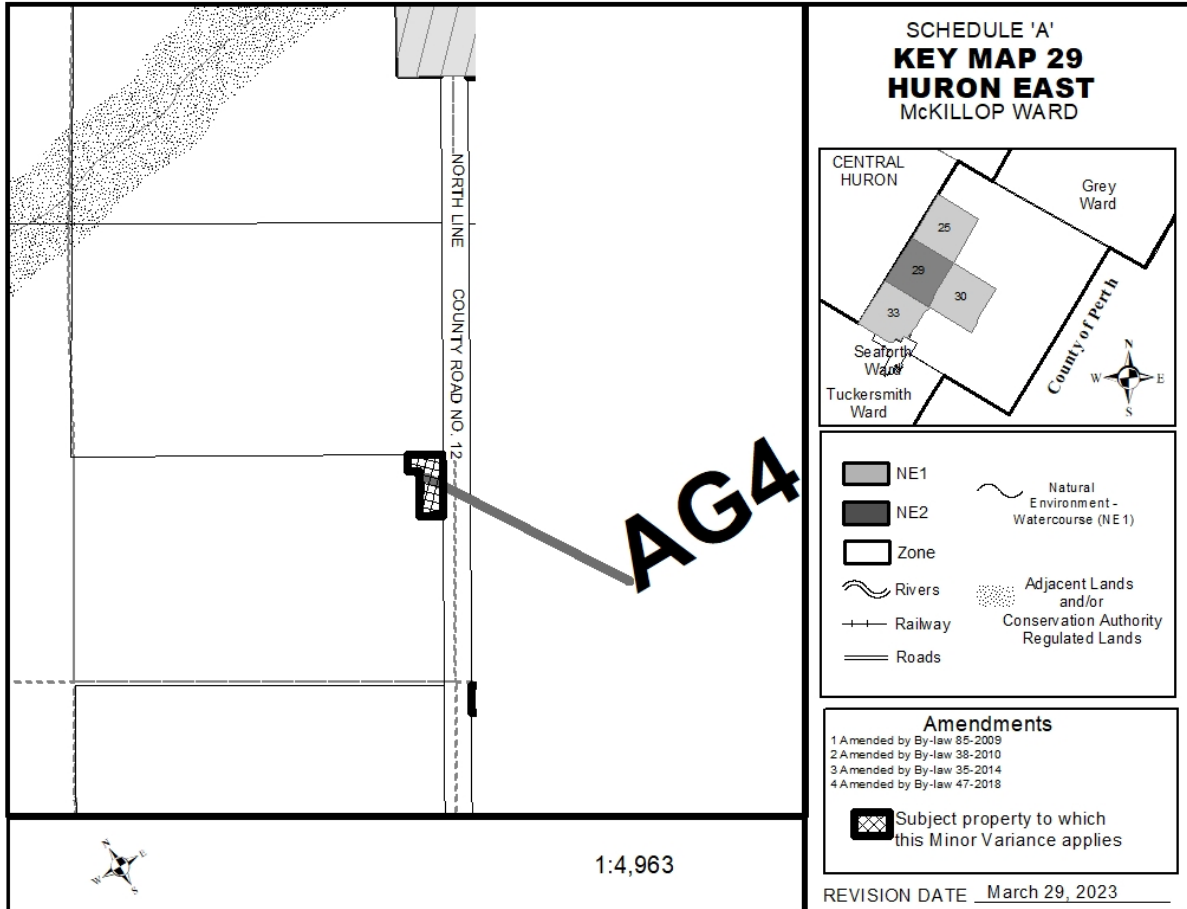 SCHEDULE 'A'
KEY MAP 29
HURON EAST
McKILLOP WARD
NORTH LINE
COUNTY ROAD NO. 12
AG4
CENTRAL
HURON
Grey
Ward
25
29
30
33
Seaforth
Ward
Tuckersmith
Ward
County of Perth
N
W
E
S
NE1
NE2
Zone
Rivers
Railway
Roads
Natural
Environment -
Watercourse (NE1)
Adjacent Lands
and/or
Conservation Authority
Regulated Lands
Amendments
1 Amended by By-law 85-2009
2 Amended by By-law 38-2010
3 Amended by By-law 35-2014
4 Amended by By-law 47-2018
Subject property to which
this Minor Variance applies
N
E
W
S
1:4,963
REVISION DATE March 29, 2023